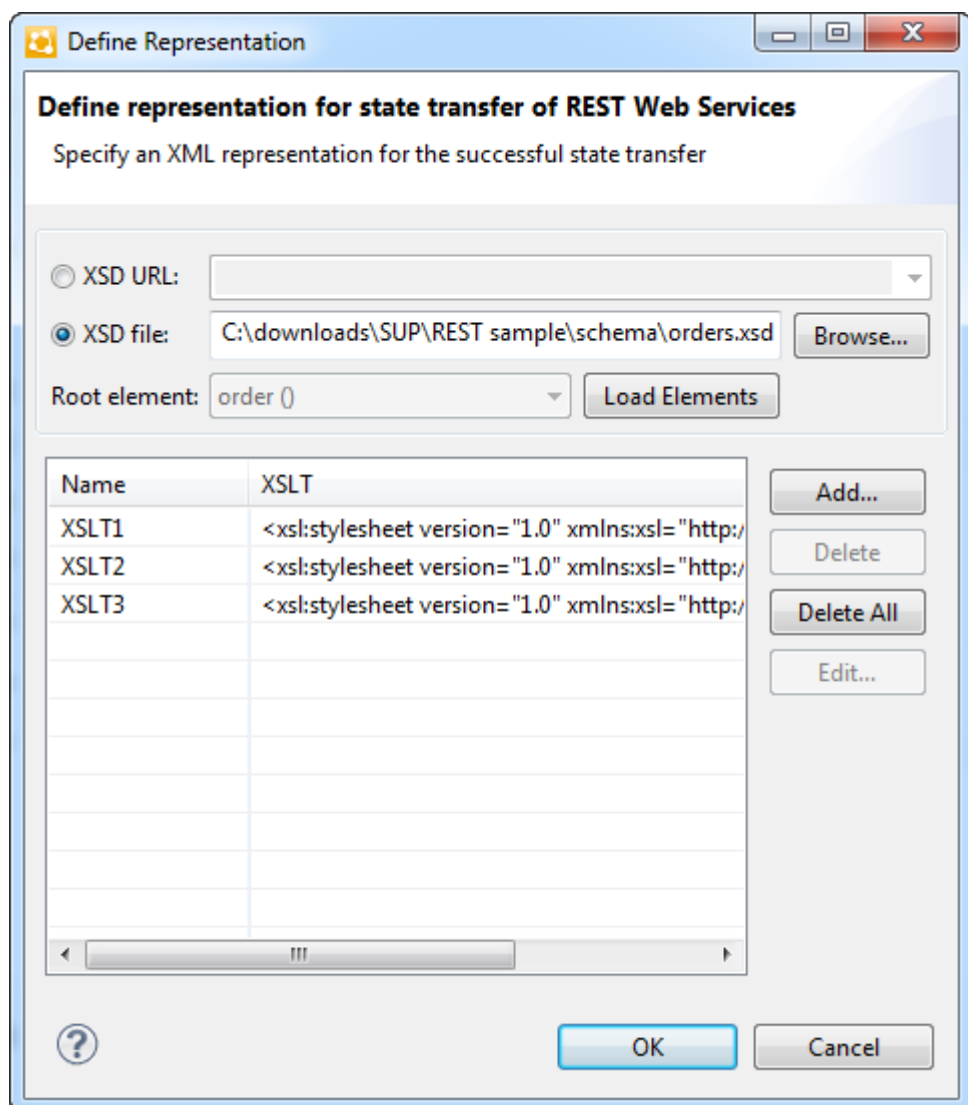 Define Representation
Define representation for state transfer of REST Web Services
Specify an XML representation for the successful state transfer
XSD URL:
XSD file: C:\downloads\SUP\REST sample\schema\orders.xsd Browse...
Root element: order () Load Elements
Name XSLT Add...
XSLT1 <xsl:stylesheet version="1.0" xmlns:xsl="http:/
Delete
XSLT2 <xsl:stylesheet version="1.0" xmlns:xsl="http:/
XSLT3 <xsl:stylesheet version="1.0" xmlns:xsl="http:/
Delete All
Edit...
OK Cancel